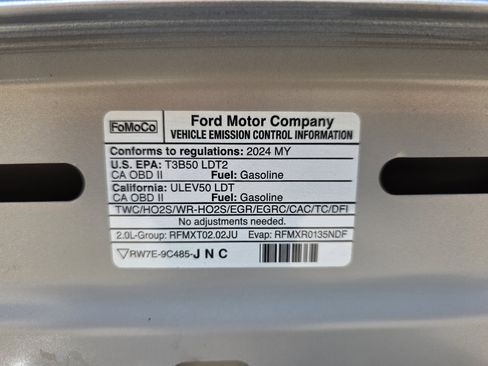 FoMoCo
Ford Motor Company
VEHICLE EMISSION CONTROL INFORMATION
Conforms to regulations: 2024 MY
U.S. EPA: T3B50 LDT2
CA OBD II Fuel: Gasoline
California: ULEV50 LDT
CA OBD II Fuel: Gasoline
TWC/HO2S/WR-HO2S/EGR/EGRC/CAC/TC/DFI
No adjustments needed.
2.0L-Group: RFMXT02.02JU Evap: RFMXR0135NDF
RW7E-9C485-J N C